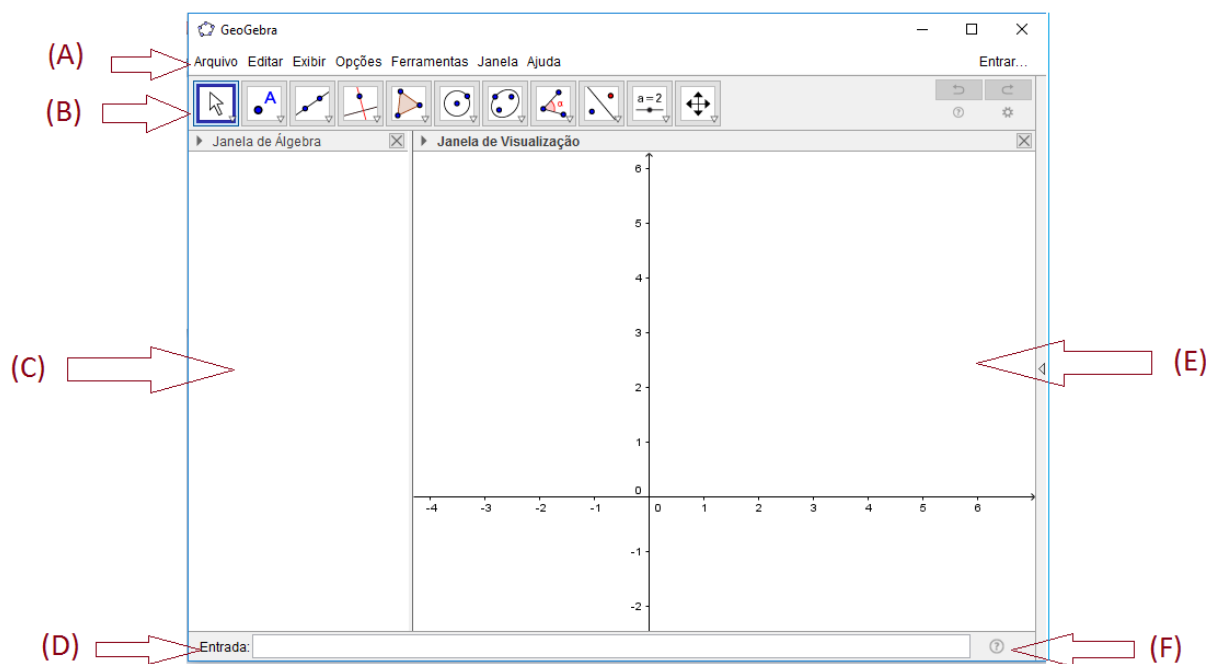 GeoGebra
(A)
Arquivo Editar Exibir Opções Ferramentas Janela Ajuda Entrar...
(B)
A α a=2
Janela de Álgebra Janela de Visualização
6
5
4
3
(C) (E)
2
1
0
-4 -3 -2 -1 0 1 2 3 4 5 6
-1
-2
(D) Entrada: ? (F)